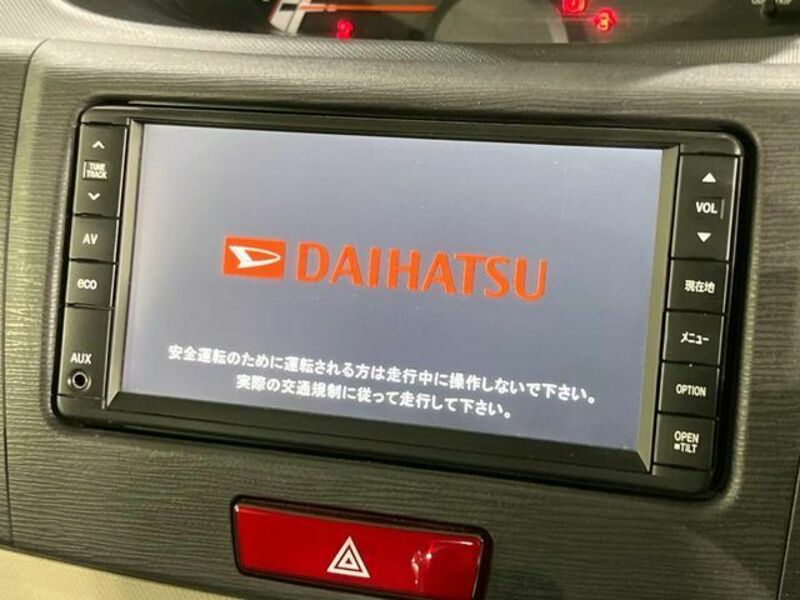 TUNE
TRACK
AV
eco
AUX
DAIHATSU
安全運転のために運転される方は走行中に操作しないで下さい。
実際の交通規制に従って走行して下さい。
VOL
現在地
メニュー
OPTION
OPEN
TILT